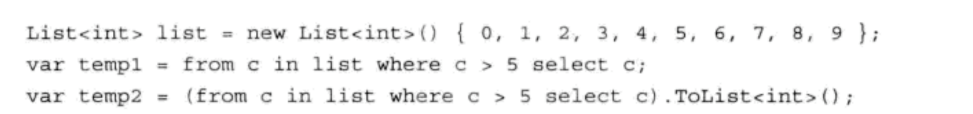 List<int> list = new List<int>() { 0, 1, 2, 3, 4, 5, 6, 7, 8, 9 };
var temp1 = from c in list where c > 5 select c;
var temp2 = (from c in list where c > 5 select c).ToList<int>();